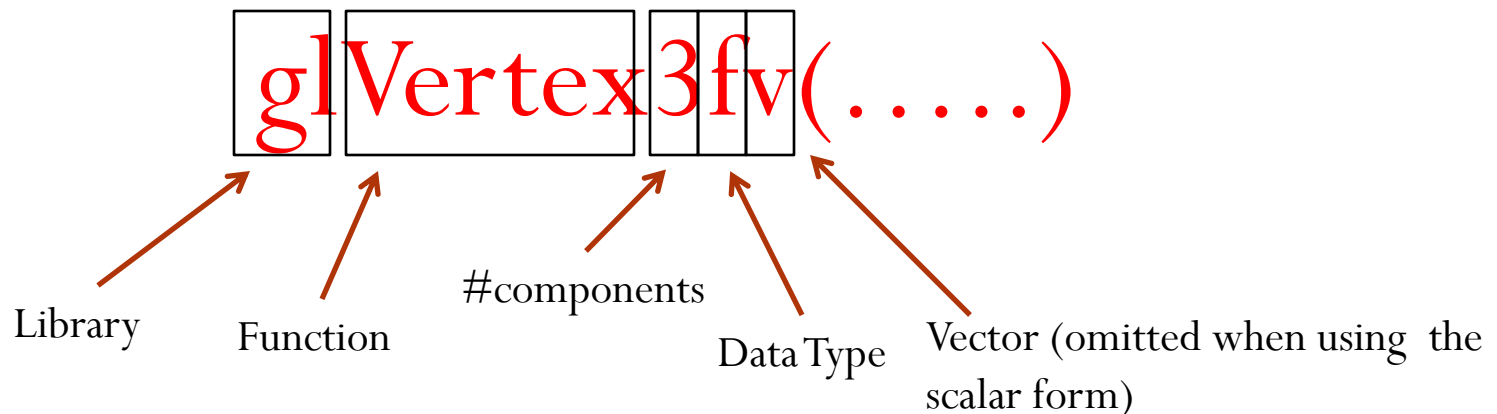 glVertex3fv(.....)
#components
Library
Function
Data Type
Vector (omitted when using the
scalar form)